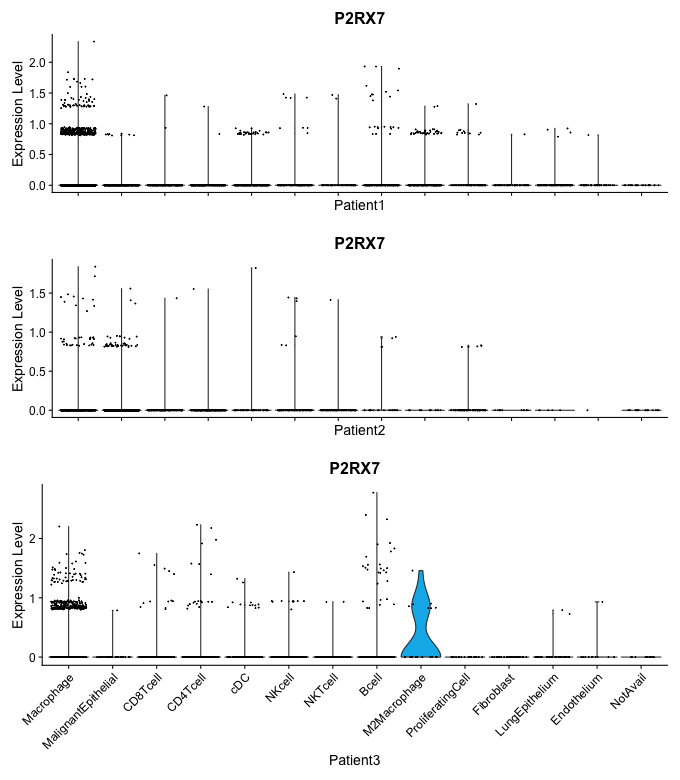 P2RX7
Expression Level
2.0
1.5
1.0
0.5
0.0
Patient1
P2RX7
Expression Level
1.5
1.0
0.5
0.0
Patient2
P2RX7
Expression Level
2
1
0
Macrophage
MalignantEpithelial
CD8Tcell
CD4Tcell
cDC
NKcell
NKTcell
Bcell
M2Macrophage
ProliferatingCell
Fibroblast
LungEpithelium
Endothelium
NotAvail
Patient3